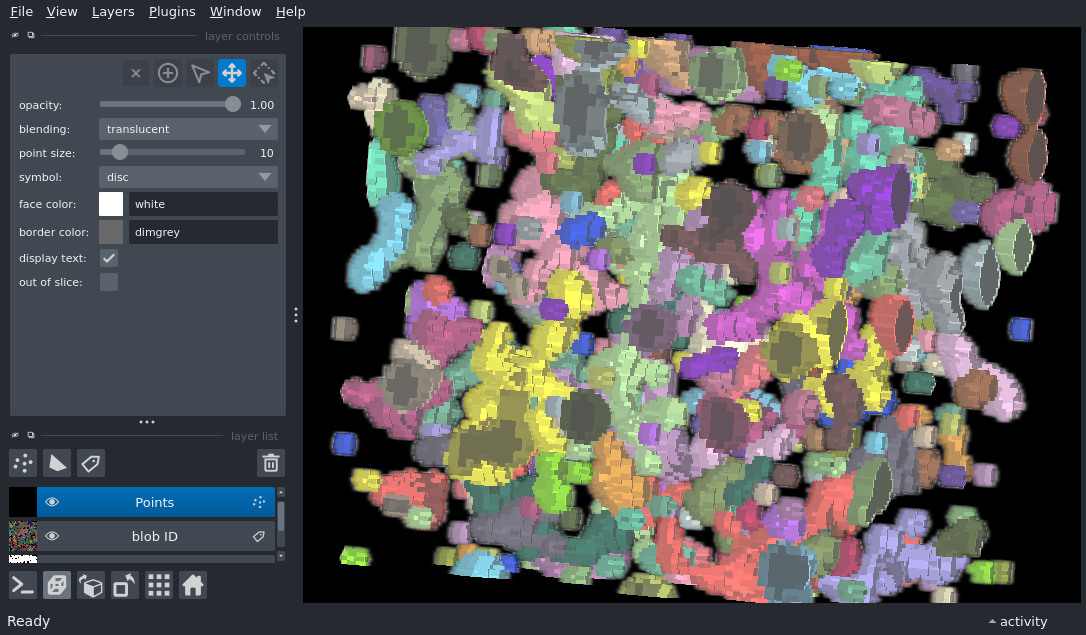 File View Layers Plugins Window Help
layer controls
opacity: 1.00
blending: translucent
point size: 10
symbol: disc
face color: white
border color: dimgrey
display text:
out of slice:
layer list
Points
blob ID
Ready
activity